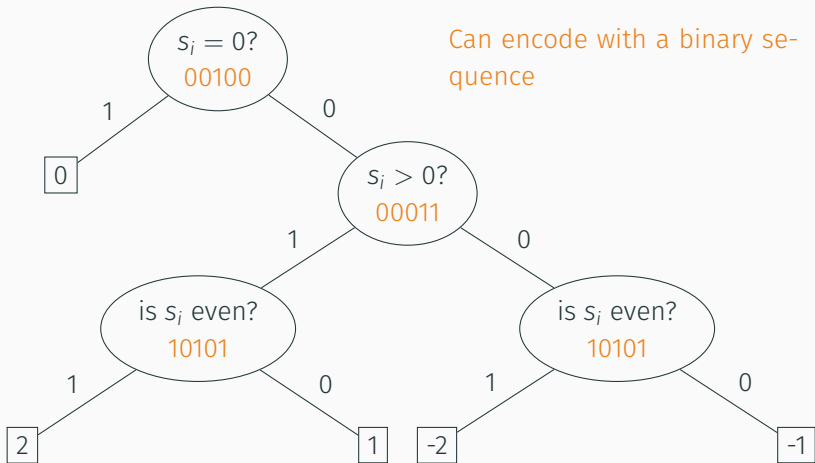 s_i = 0?
00100
Can encode with a binary se-
quence
1
0
0
s_i > 0?
00011
1
0
is s_i even?
10101
is s_i even?
10101
1
0
1
0
2
1
-2
-1